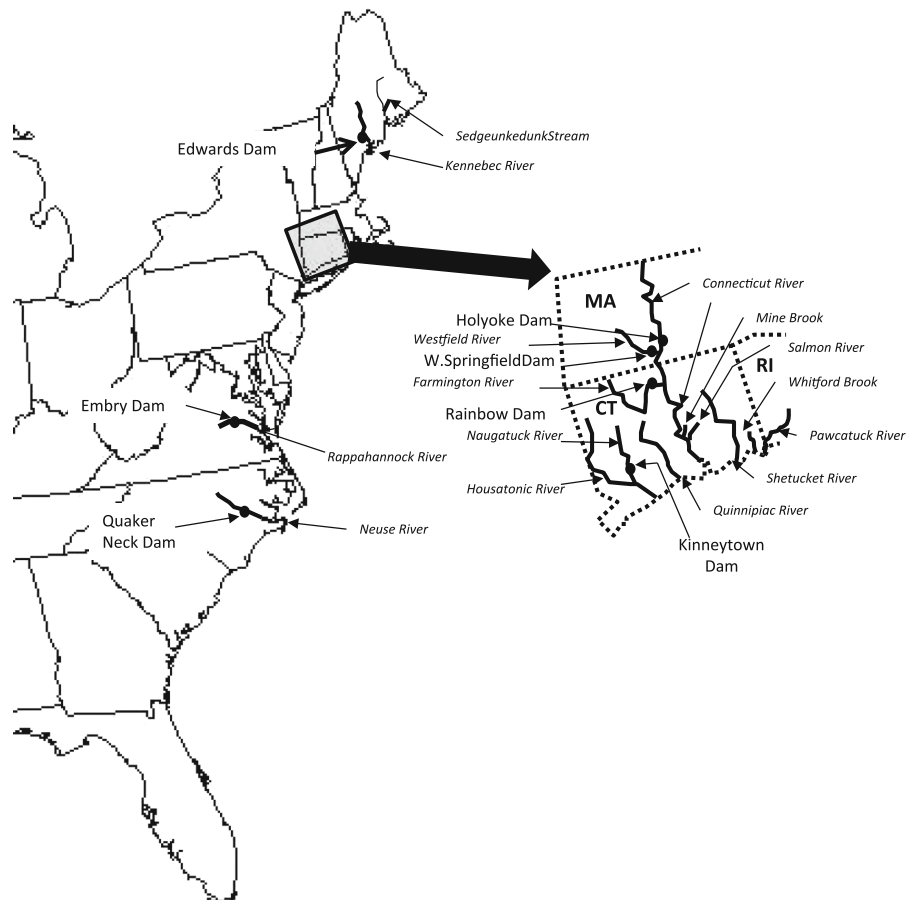 SedgeunkedunkStream
Edwards Dam
Kennebec River
MA
Connecticut River
Holyoke Dam
Mine Brook
Westfield River
Salmon River
W.SpringfieldDam
RI
Farmington River
Whitford Brook
CT
Rainbow Dam
Embry Dam
Naugatuck River
Pawcatuck River
Rappahannock River
Shetucket River
Housatonic River
Quinnipiac River
Quaker
Neck Dam
Neuse River
Kinneytown
Dam